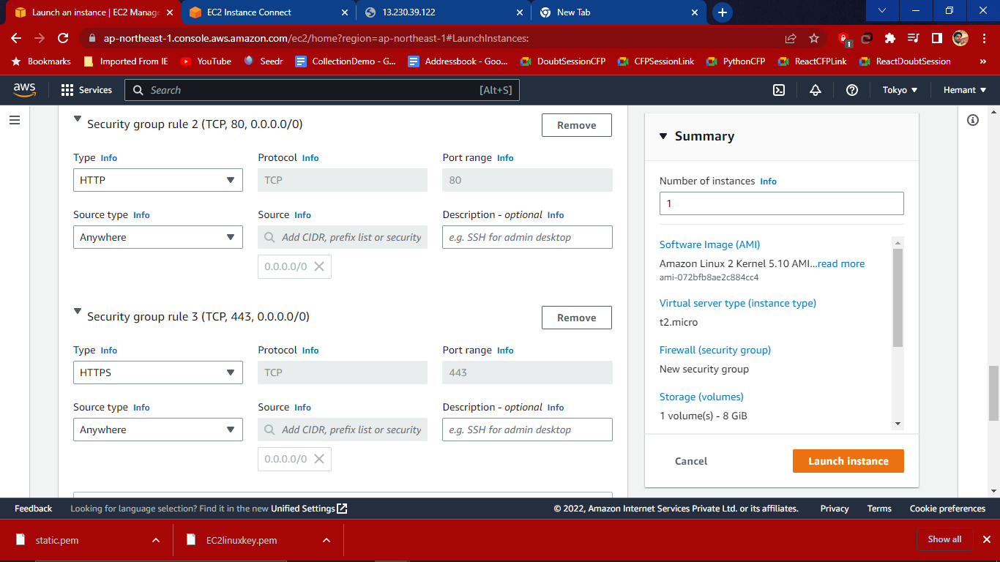 Launch an instance | EC2 Manage
EC2 Instance Connect
13.230.39.122
New Tab
ap-northeast-1.console.aws.amazon.com/ec2/home?region=ap-northeast-1#LaunchInstances:
1
Bookmarks
Imported From IE
YouTube
Seedr
CollectionDemo - G...
Addressbook - Goo...
DoubtSessionCFP
CFPSessionLink
PythonCFP
ReactCFPLink
ReactDoubtSession
»
aws
Services
Search
[Alt+S]
Tokyo
Hemant
Security group rule 2 (TCP, 80, 0.0.0.0/0)
Remove
Type Info
Protocol Info
Port range Info
HTTP
TCP
80
Source type Info
Source Info
Description - optional Info
Anywhere
Add CIDR, prefix list or security
e.g. SSH for admin desktop
0.0.0.0/0
Security group rule 3 (TCP, 443, 0.0.0.0/0)
Remove
Type Info
Protocol Info
Port range Info
HTTPS
TCP
443
Source type Info
Source Info
Description - optional Info
Anywhere
Add CIDR, prefix list or security
e.g. SSH for admin desktop
0.0.0.0/0
Summary
Number of instances Info
1
Software Image (AMI)
Amazon Linux 2 Kernel 5.10 AMI...read more
ami-072bfb8ae2c884cc4
Virtual server type (instance type)
t2.micro
Firewall (security group)
New security group
Storage (volumes)
1 volume(s) - 8 GiB
Cancel
Launch instance
Feedback
Looking for language selection? Find it in the new Unified Settings
© 2022, Amazon Internet Services Private Ltd. or its affiliates.
Privacy
Terms
Cookie preferences
static.pem
EC2linuxkey.pem
Show all